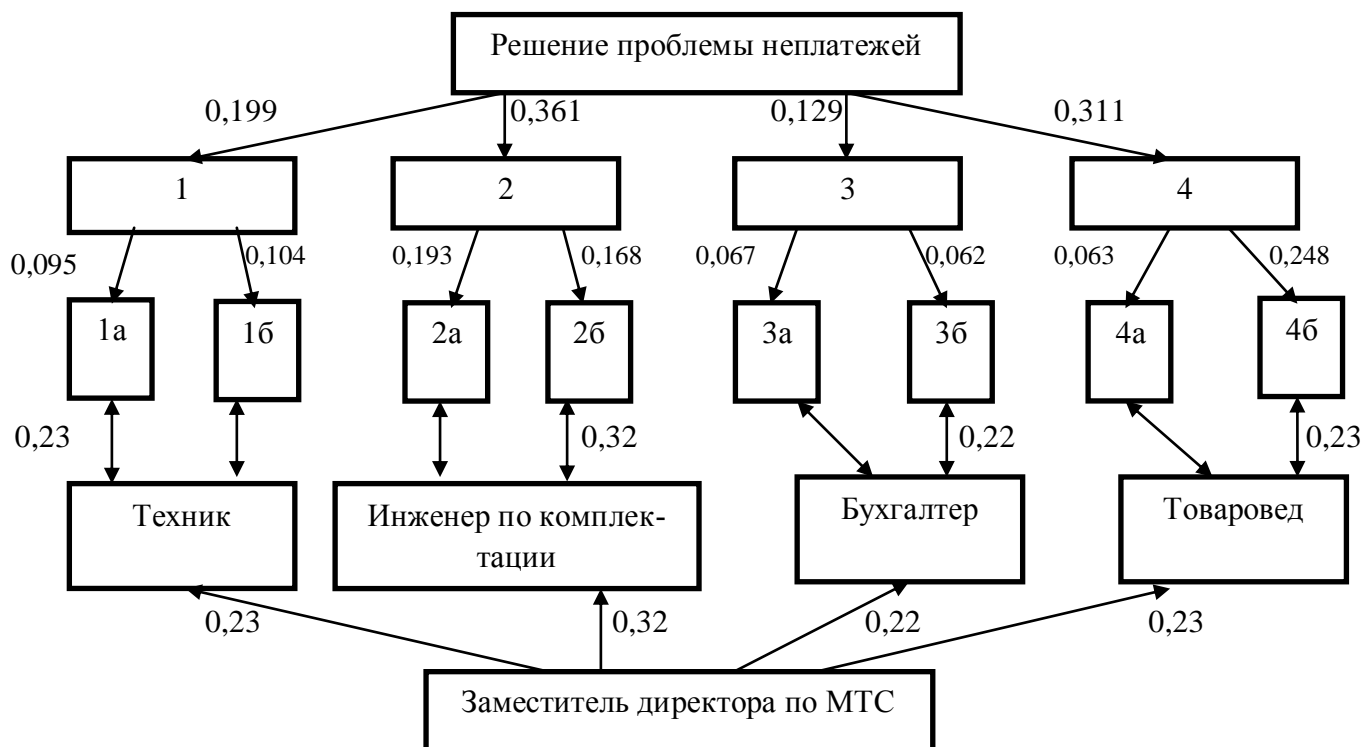 Решение проблемы неплатежей
0,199
0,361
0,129
0,311
1
2
3
4
0,095
0,104
0,193
0,168
0,067
0,062
0,063
0,248
1а
1б
2а
2б
3а
3б
4а
4б
0,23
0,32
0,22
0,23
Техник
Инженер по комплек-
тации
Бухгалтер
Товаровед
0,23
0,32
0,22
0,23
Заместитель директора по МТС